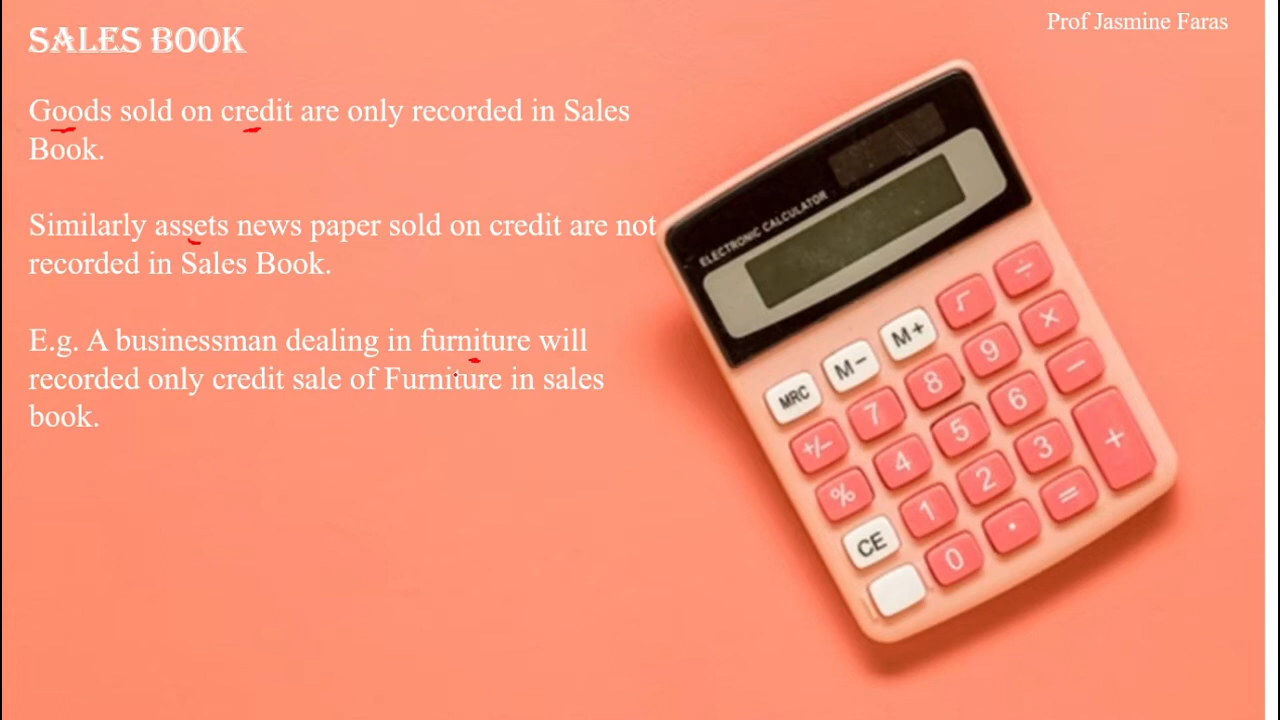 SALES BOOK
Prof Jasmine Faras
Goods sold on credit are only recorded in Sales
Book.
Similarly assets news paper sold on credit are not
recorded in Sales Book.
E.g. A businessman dealing in furniture will
recorded only credit sale of Furniture in sales
book.
ELECTRONIC CALCULATOR
MRC M− M+ √ ÷
+/− 7 8 9 ×
% 4 5 6 −
CE 1 2 3 +
0 · =